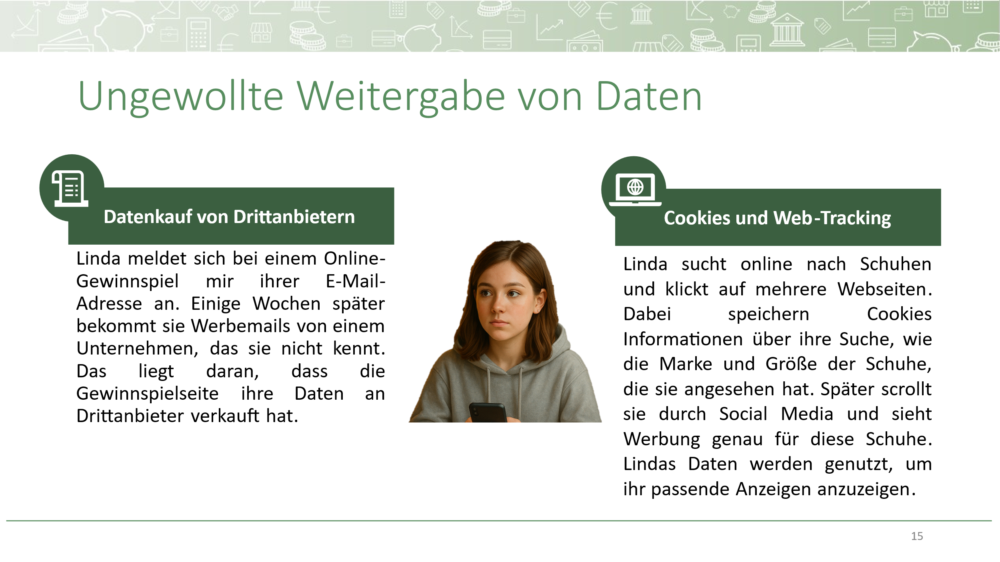 Ungewollte Weitergabe von Daten
Datenkauf von Drittanbietern
Linda meldet sich bei einem Online-
Gewinnspiel mir ihrer E-Mail-
Adresse an. Einige Wochen später
bekommt sie Werbemails von einem
Unternehmen, das sie nicht kennt.
Das liegt daran, dass die
Gewinnspielseite ihre Daten an
Drittanbieter verkauft hat.
Cookies und Web-Tracking
Linda sucht online nach Schuhen
und klickt auf mehrere Webseiten.
Dabei speichern Cookies
Informationen über ihre Suche, wie
die Marke und Größe der Schuhe,
die sie angesehen hat. Später scrollt
sie durch Social Media und sieht
Werbung genau für diese Schuhe.
Lindas Daten werden genutzt, um
ihr passende Anzeigen anzuzeigen.
15